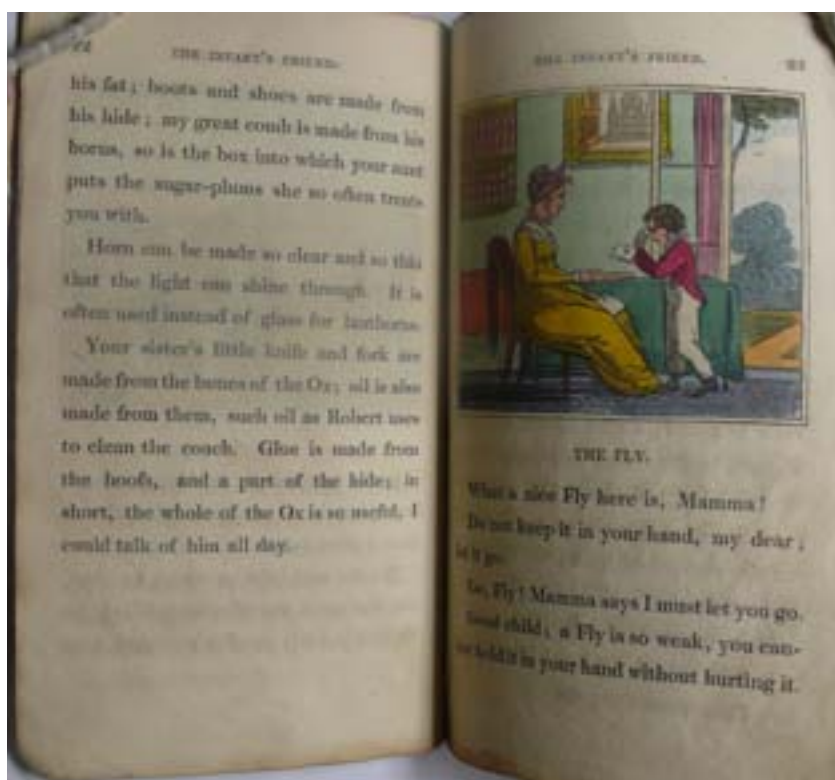 22
THE INFANT'S FRIEND.
his fat; boots and shoes are made from
his hide; my great comb is made from his
horns, so is the box into which your aunt
puts the sugar-plums she so often treats
you with.
Horn can be made so clear and so thin
that the light can shine through. It is
often used instead of glass for lanthorns.
Your sister's little knife and fork are
made from the bones of the Ox; oil is also
made from them, such oil as Robert uses
to clean the coach. Glue is made from
the hoofs, and a part of the hide; in
short, the whole of the Ox is so useful, I
could talk of him all day.
THE INFANT'S FRIEND.
THE FLY.
What a nice Fly here is, Mamma!
Do not keep it in your hand, my dear;
let it go.
Go, Fly! Mamma says I must let you go.
Good child; a Fly is so weak, you can-
not hold it in your hand without hurting it.